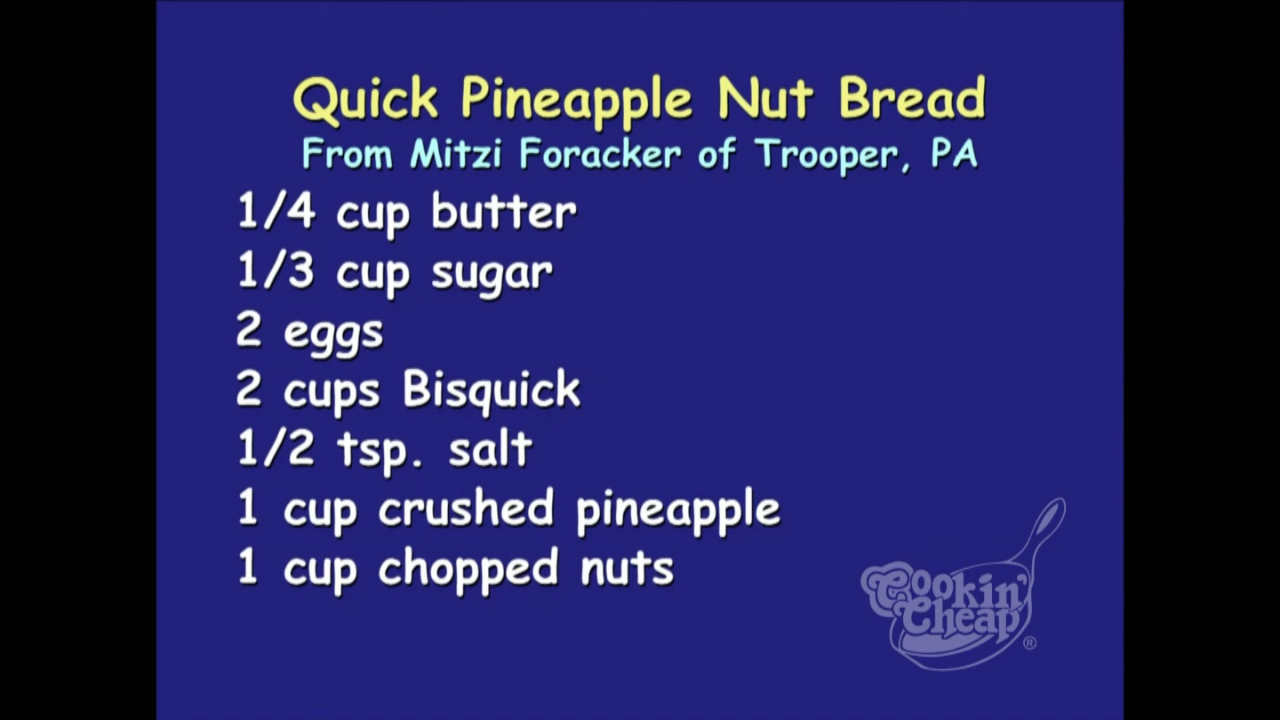 Quick Pineapple Nut Bread
From Mitzi Foracker of Trooper, PA
1/4 cup butter
1/3 cup sugar
2 eggs
2 cups Bisquick
1/2 tsp. salt
1 cup crushed pineapple
1 cup chopped nuts
Cookin'
Cheap
®